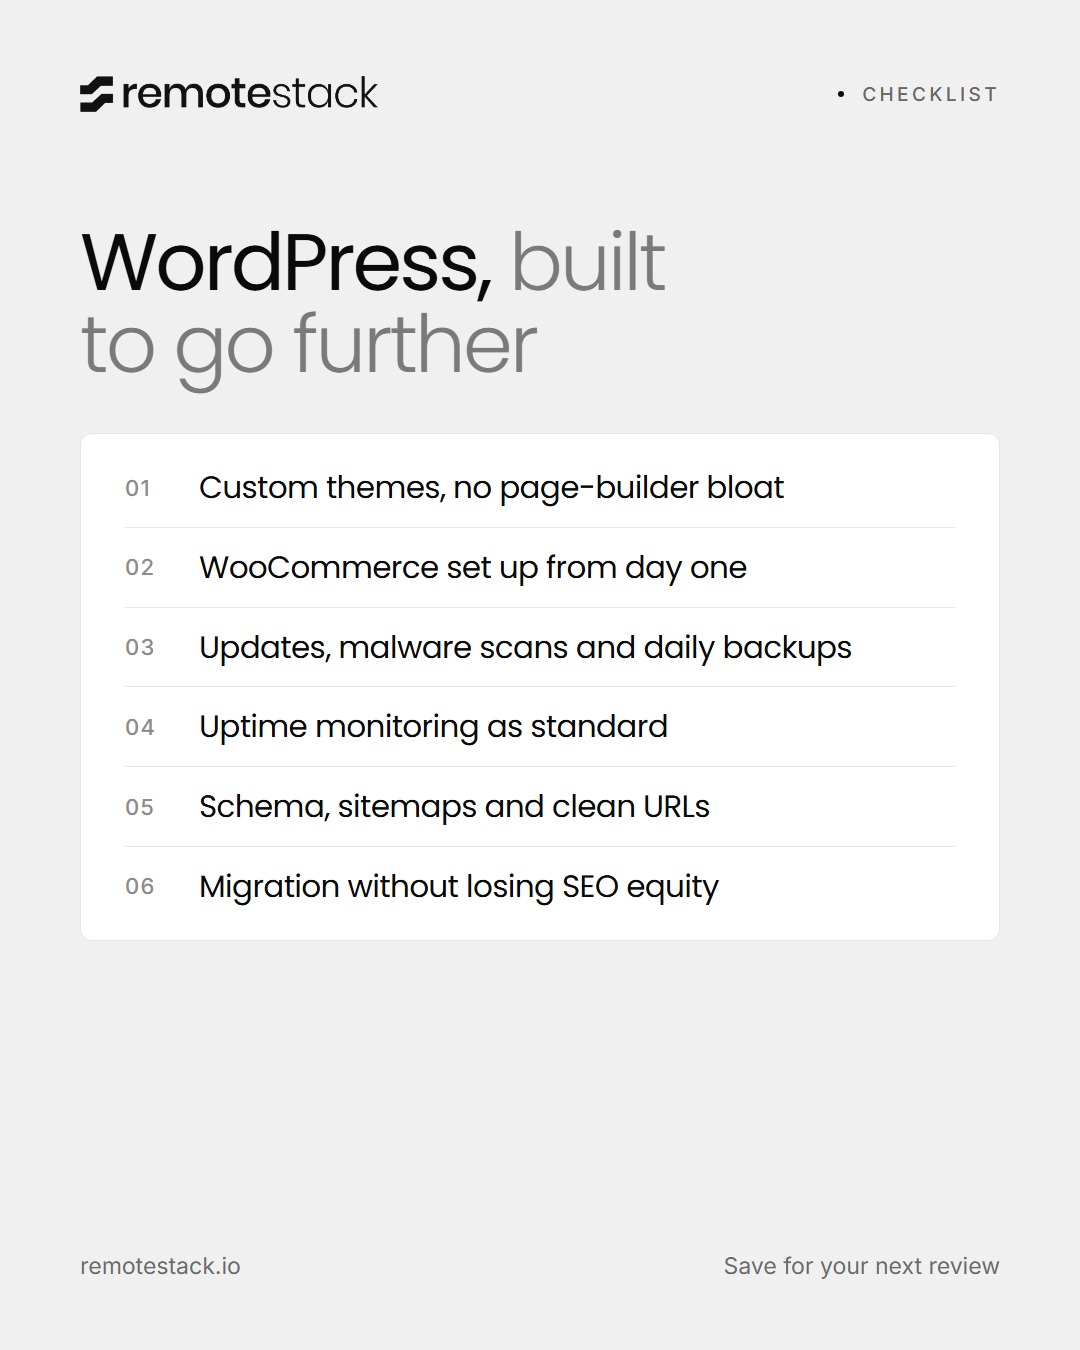 remotestack
• CHECKLIST
WordPress, built
to go further
01 Custom themes, no page-builder bloat
02 WooCommerce set up from day one
03 Updates, malware scans and daily backups
04 Uptime monitoring as standard
05 Schema, sitemaps and clean URLs
06 Migration without losing SEO equity
remotestack.io
Save for your next review